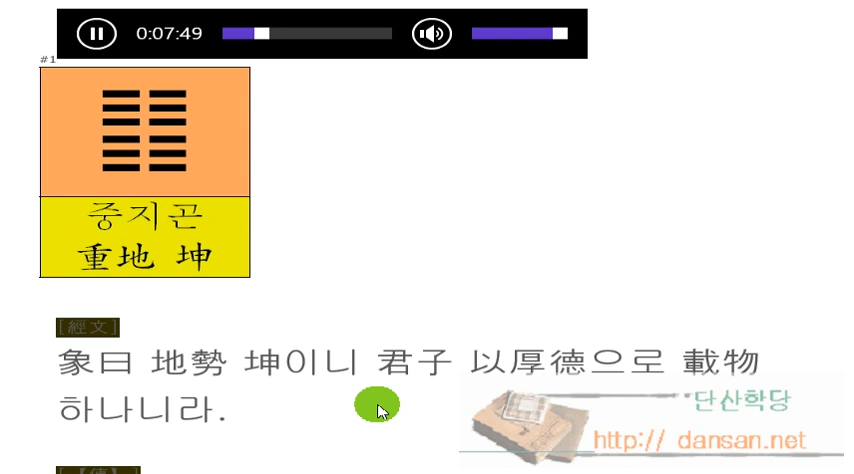 0:07:49
#1
중지곤
重地 坤
[經文]
象曰 地勢 坤이니 君子 以厚德으로 載物
하나니라.
단산학당
http:// dansan.net
[傳]